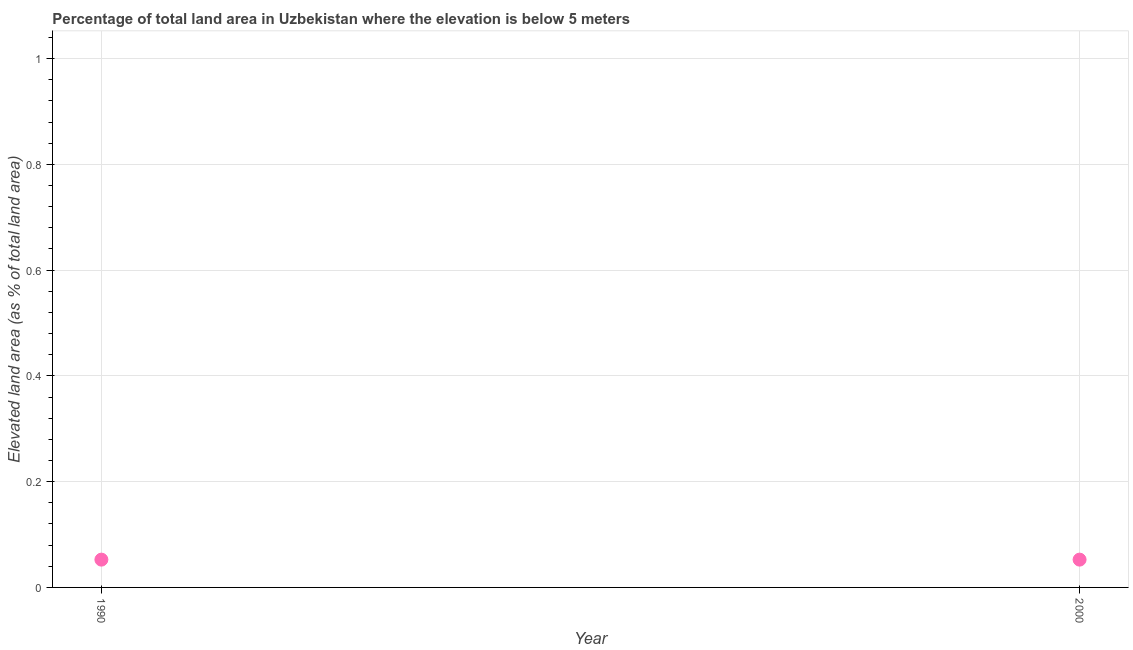 Percentage of total land area in Uzbekistan where the elevation is below 5 meters
Elevated land area (as % of total land area)
1
0.8
0.6
0.4
0.2
0
1990
2000
Year